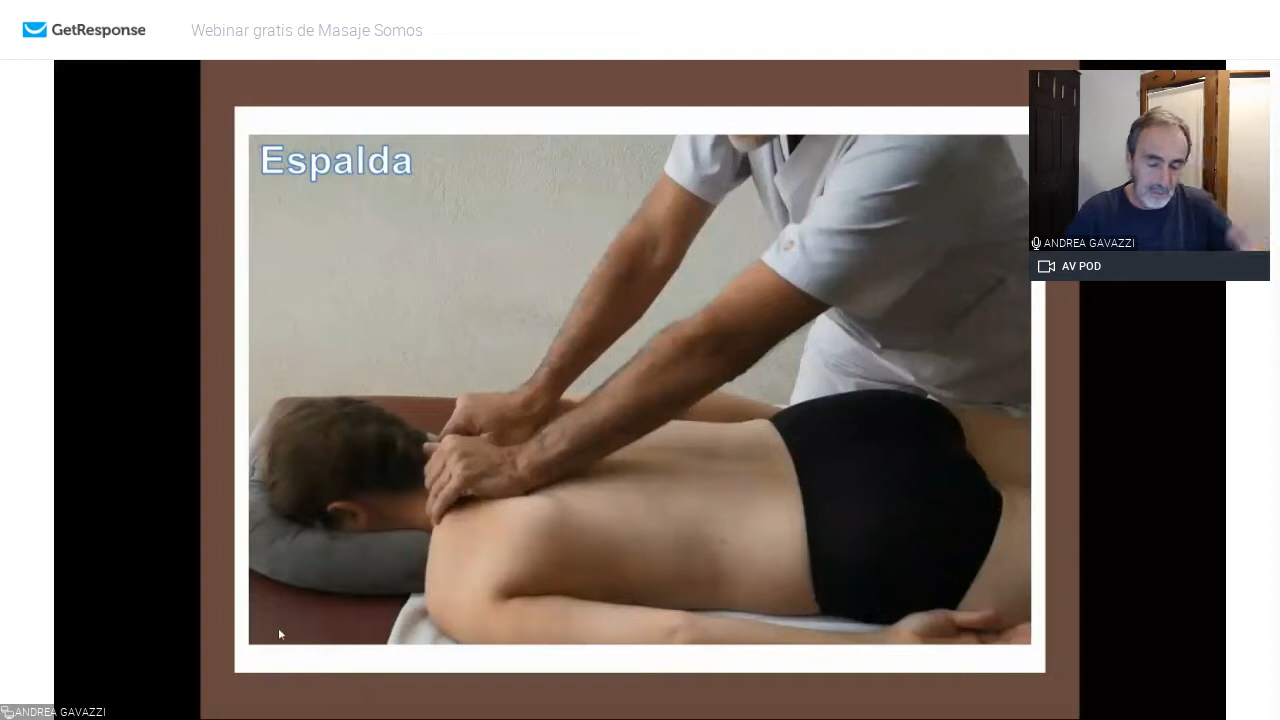 GetResponse
Webinar gratis de Masaje Somos
Espalda
ANDREA GAVAZZI
AV POD
ANDREA GAVAZZI